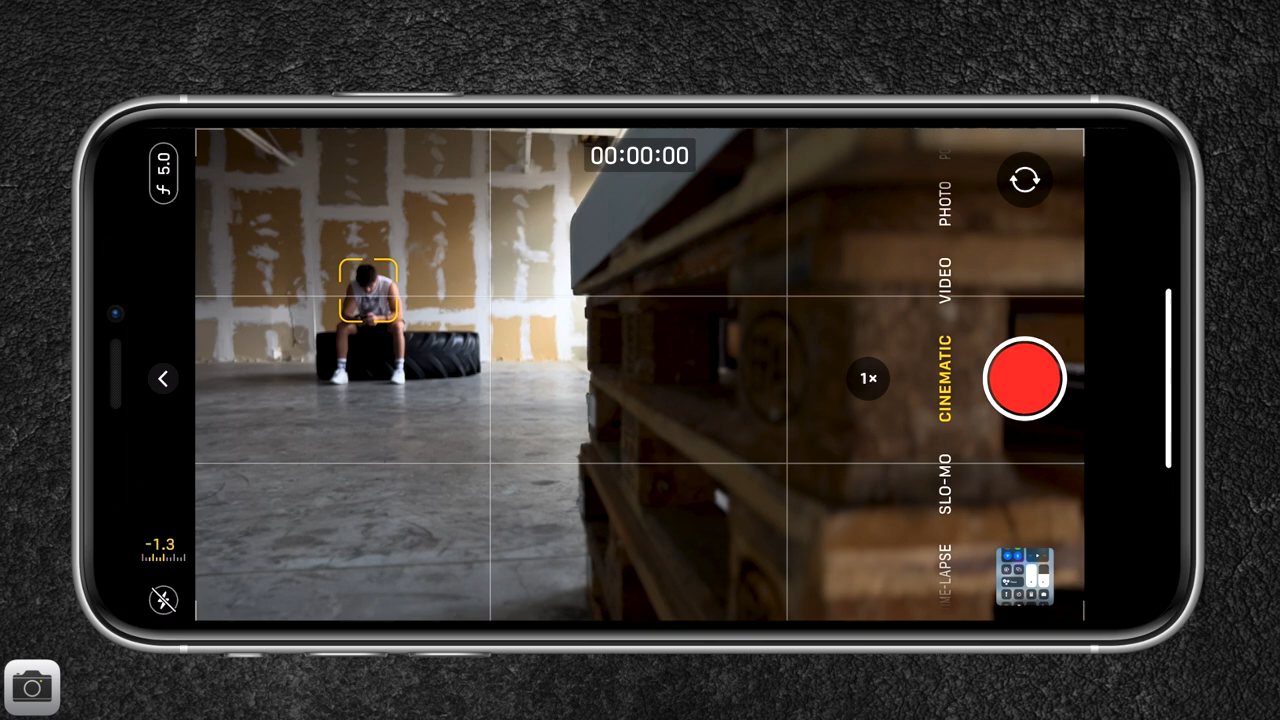 ƒ 5.0
00:00:00
PHOTO
VIDEO
CINEMATIC
1×
SLO-MO
-1.3